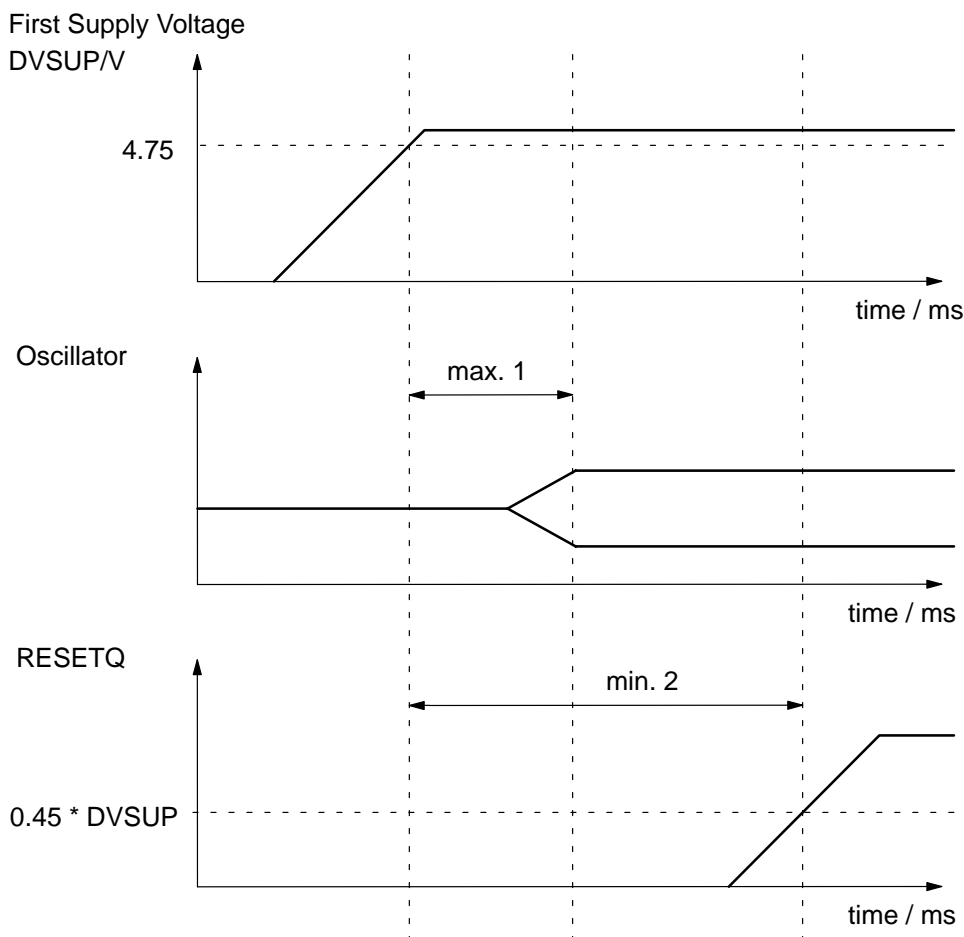 First Supply Voltage
DVSUP/V
4.75
time / ms
Oscillator
max. 1
time / ms
RESETQ
min. 2
0.45 * DVSUP
time / ms